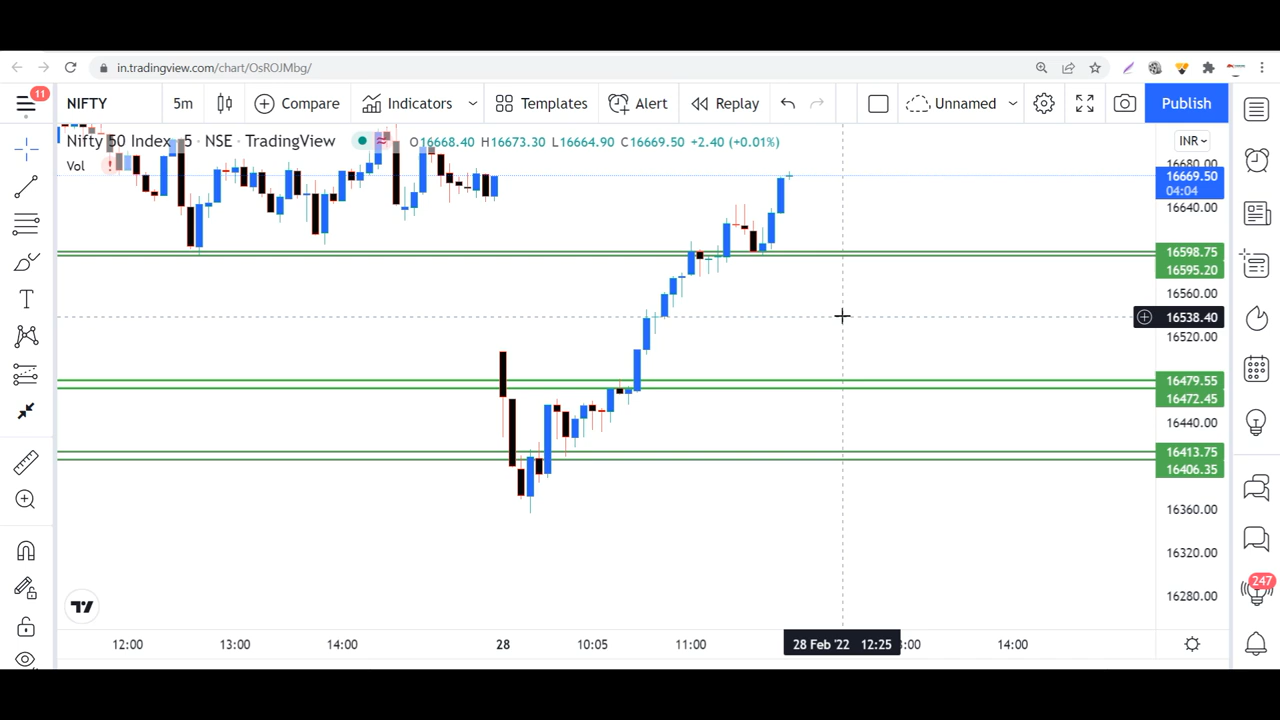 in.tradingview.com/chart/OsROJMbg/
11
NIFTY
5m
Compare
Indicators
Templates
Alert
Replay
Unnamed
Publish
Nifty 50 Index 5 · NSE · TradingView
O16668.40 H16673.30 L16664.90 C16669.50 +2.40 (+0.01%)
INR
Vol
!
16680.00
16669.50
04:04
16640.00
16598.75
16595.20
16560.00
16538.40
16520.00
16479.55
16472.45
16440.00
16413.75
16406.35
16360.00
16320.00
247
16280.00
12:00
13:00
14:00
28
10:05
11:00
28 Feb '22 12:25
3:00
14:00